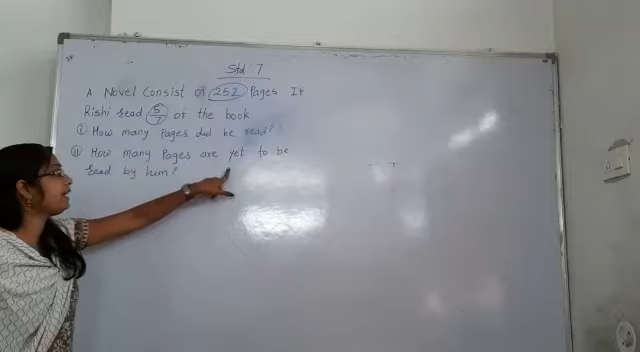 Std 7
A Novel Consist of 252 Pages If
Rishi read 5/7 of the book
(i) How many Pages did he read?
(ii) How many Pages are yet to be
read by him?